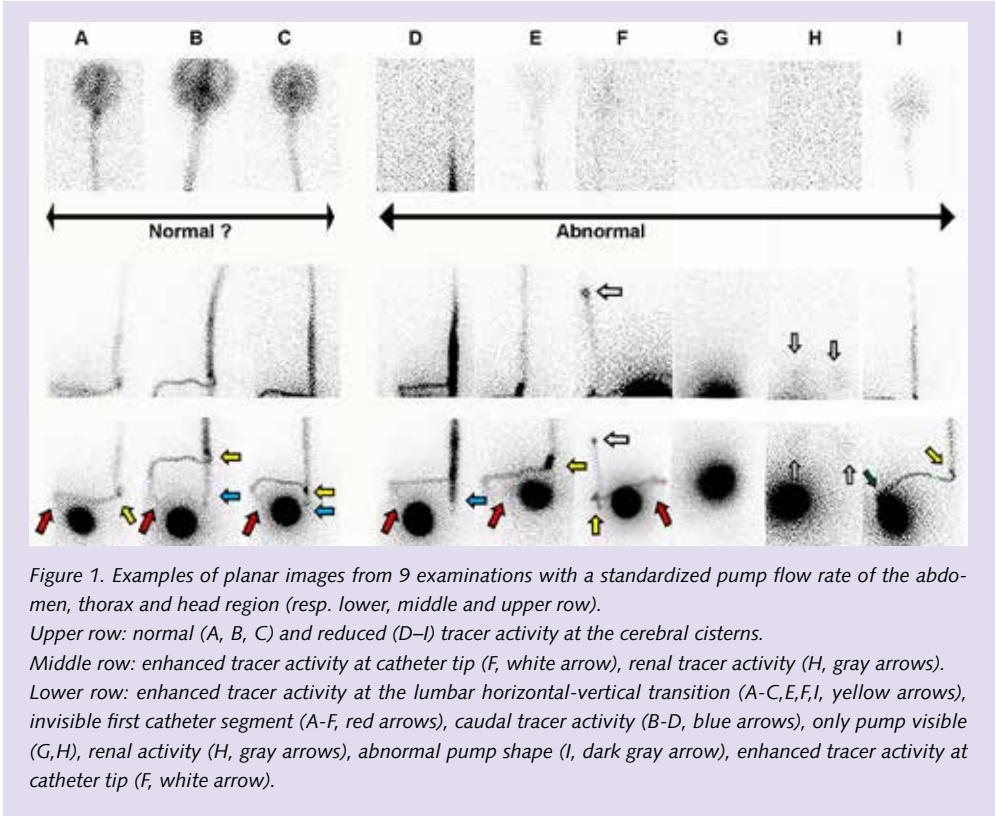 A B C D E F G H I
Normal ? Abnormal
Figure 1. Examples of planar images from 9 examinations with a standardized pump flow rate of the abdo-
men, thorax and head region (resp. lower, middle and upper row).
Upper row: normal (A, B, C) and reduced (D–I) tracer activity at the cerebral cisterns.
Middle row: enhanced tracer activity at catheter tip (F, white arrow), renal tracer activity (H, gray arrows).
Lower row: enhanced tracer activity at the lumbar horizontal-vertical transition (A-C,E,F,I, yellow arrows),
invisible first catheter segment (A-F, red arrows), caudal tracer activity (B-D, blue arrows), only pump visible
(G,H), renal activity (H, gray arrows), abnormal pump shape (I, dark gray arrow), enhanced tracer activity at
catheter tip (F, white arrow).